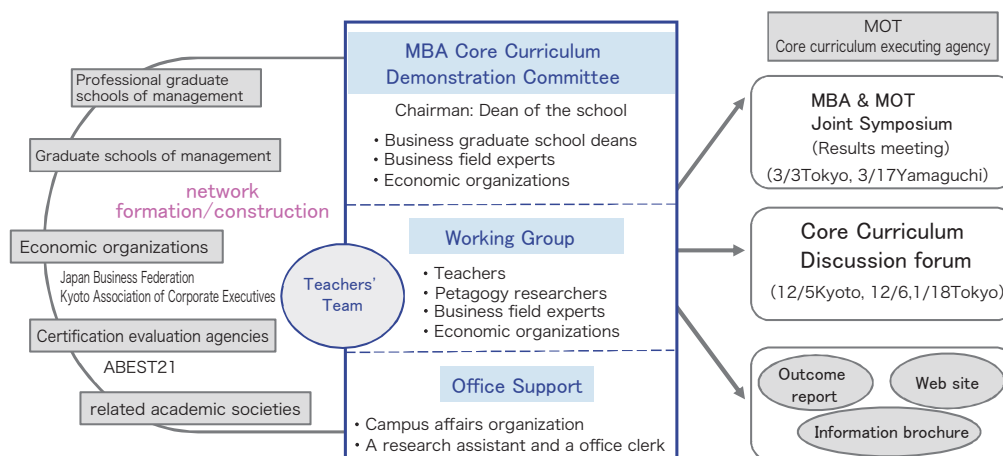 Professional graduate
schools of management
Graduate schools of management
network
formation/construction
Economic organizations
Japan Business Federation
Kyoto Association of Corporate Executives
Certification evaluation agencies
ABEST21
related academic societies
Teachers'
Team
MBA Core Curriculum
Demonstration Committee
Chairman: Dean of the school
・Business graduate school deans
・Business field experts
・Economic organizations
Working Group
・Teachers
・Petagogy researchers
・Business field experts
・Economic organizations
Office Support
・Campus affairs organization
・A research assistant and a office clerk
MOT
Core curriculum executing agency
MBA & MOT
Joint Symposium
(Results meeting)
(3/3Tokyo, 3/17Yamaguchi)
Core Curriculum
Discussion forum
(12/5Kyoto, 12/6,1/18Tokyo)
Outcome
report
Web site
Information brochure